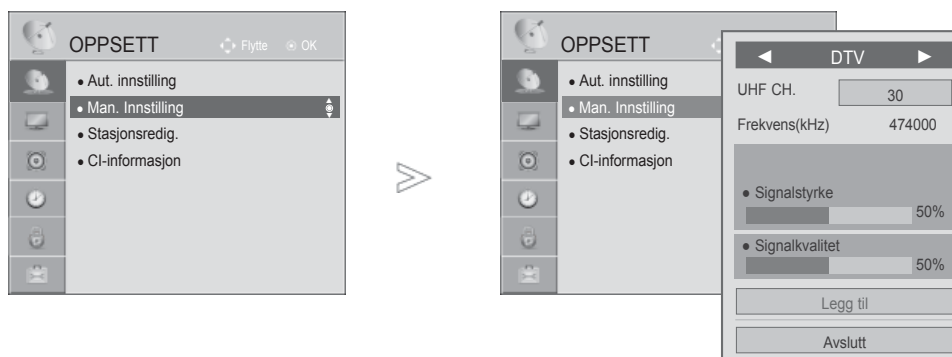 OPPSETT
Flytte OK
● Aut. innstilling
● Man. Innstilling
● Stasjonsredig.
● CI-informasjon
OPPSETT
● Aut. innstilling
● Man. Innstilling
● Stasjonsredig.
● CI-informasjon
◄ DTV ►
UHF CH. 30
Frekvens(kHz) 474000
● Signalstyrke
50%
● Signalkvalitet
50%
Legg til
Avslutt